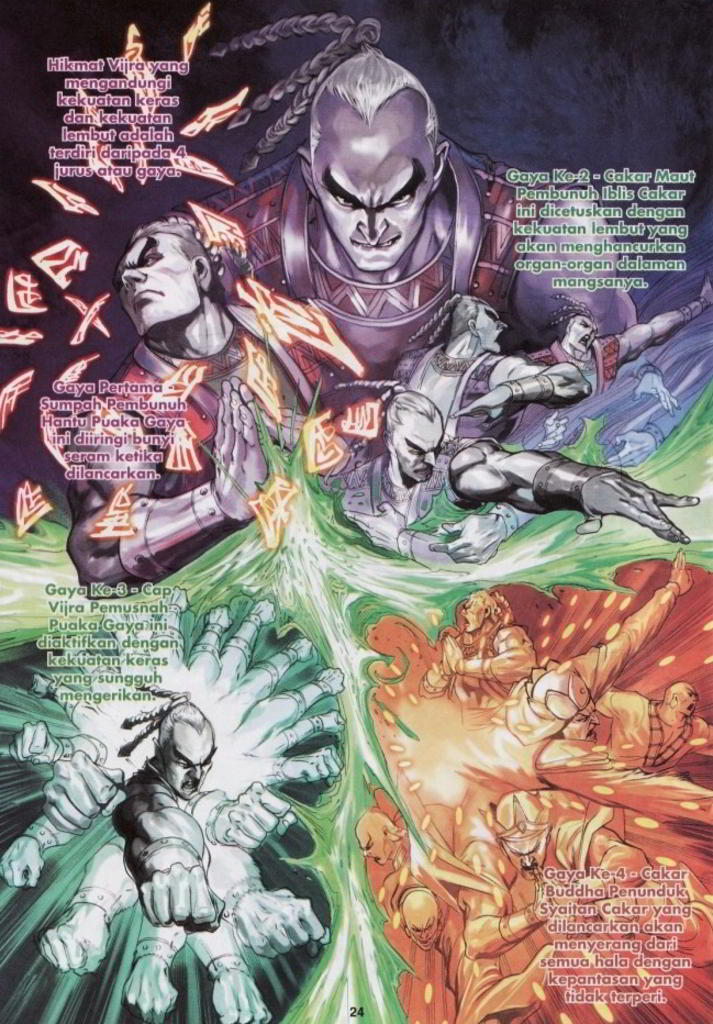 Hikmat Vijra yang
mengandungi
kekuatan keras
dan kekuatan
lembut adalah
terdiri daripada 4
jurus atau gaya.
Gaya Ke-2 - Cakar Maut
Pembunuh Iblis Cakar
ini dicetuskan dengan
kekuatan lembut yang
akan menghancurkan
organ-organ dalaman
mangsanya.
Gaya Pertama -
Sumpah Pembunuh
Hantu Puaka Gaya
ini diiringi bunyi
seram ketika
dilancarkan.
Gaya Ke-3 - Cap
Vijra Pemusnah
Puaka Gaya ini
diaktifkan dengan
kekuatan keras
yang sungguh
mengerikan.
Gaya Ke-4 - Cakar
Buddha Penunduk
Syaitan Cakar yang
dilancarkan akan
menyerang dari
semua hala dengan
kepantasan yang
tidak terperi.
24